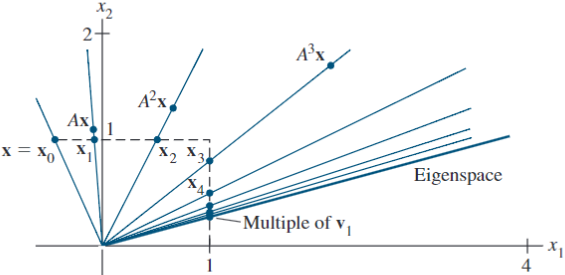 x₂
2
A³x
A²x
Ax
1
x = x₀ x₁ x₂ x₃
x₄
Eigenspace
Multiple of v₁
x₁
1 4